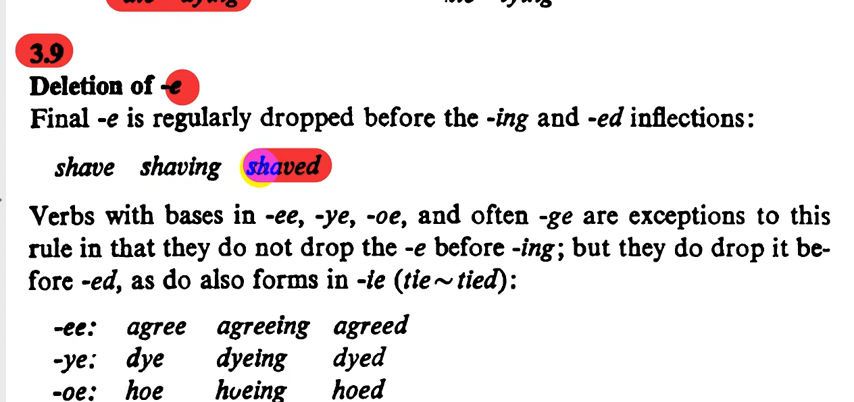 3.9
Deletion of -e
Final -e is regularly dropped before the -ing and -ed inflections:
shave shaving shaved
Verbs with bases in -ee, -ye, -oe, and often -ge are exceptions to this
rule in that they do not drop the -e before -ing; but they do drop it be-
fore -ed, as do also forms in -ie (tie~tied):
-ee: agree agreeing agreed
-ye: dye dyeing dyed
-oe: hoe hoeing hoed